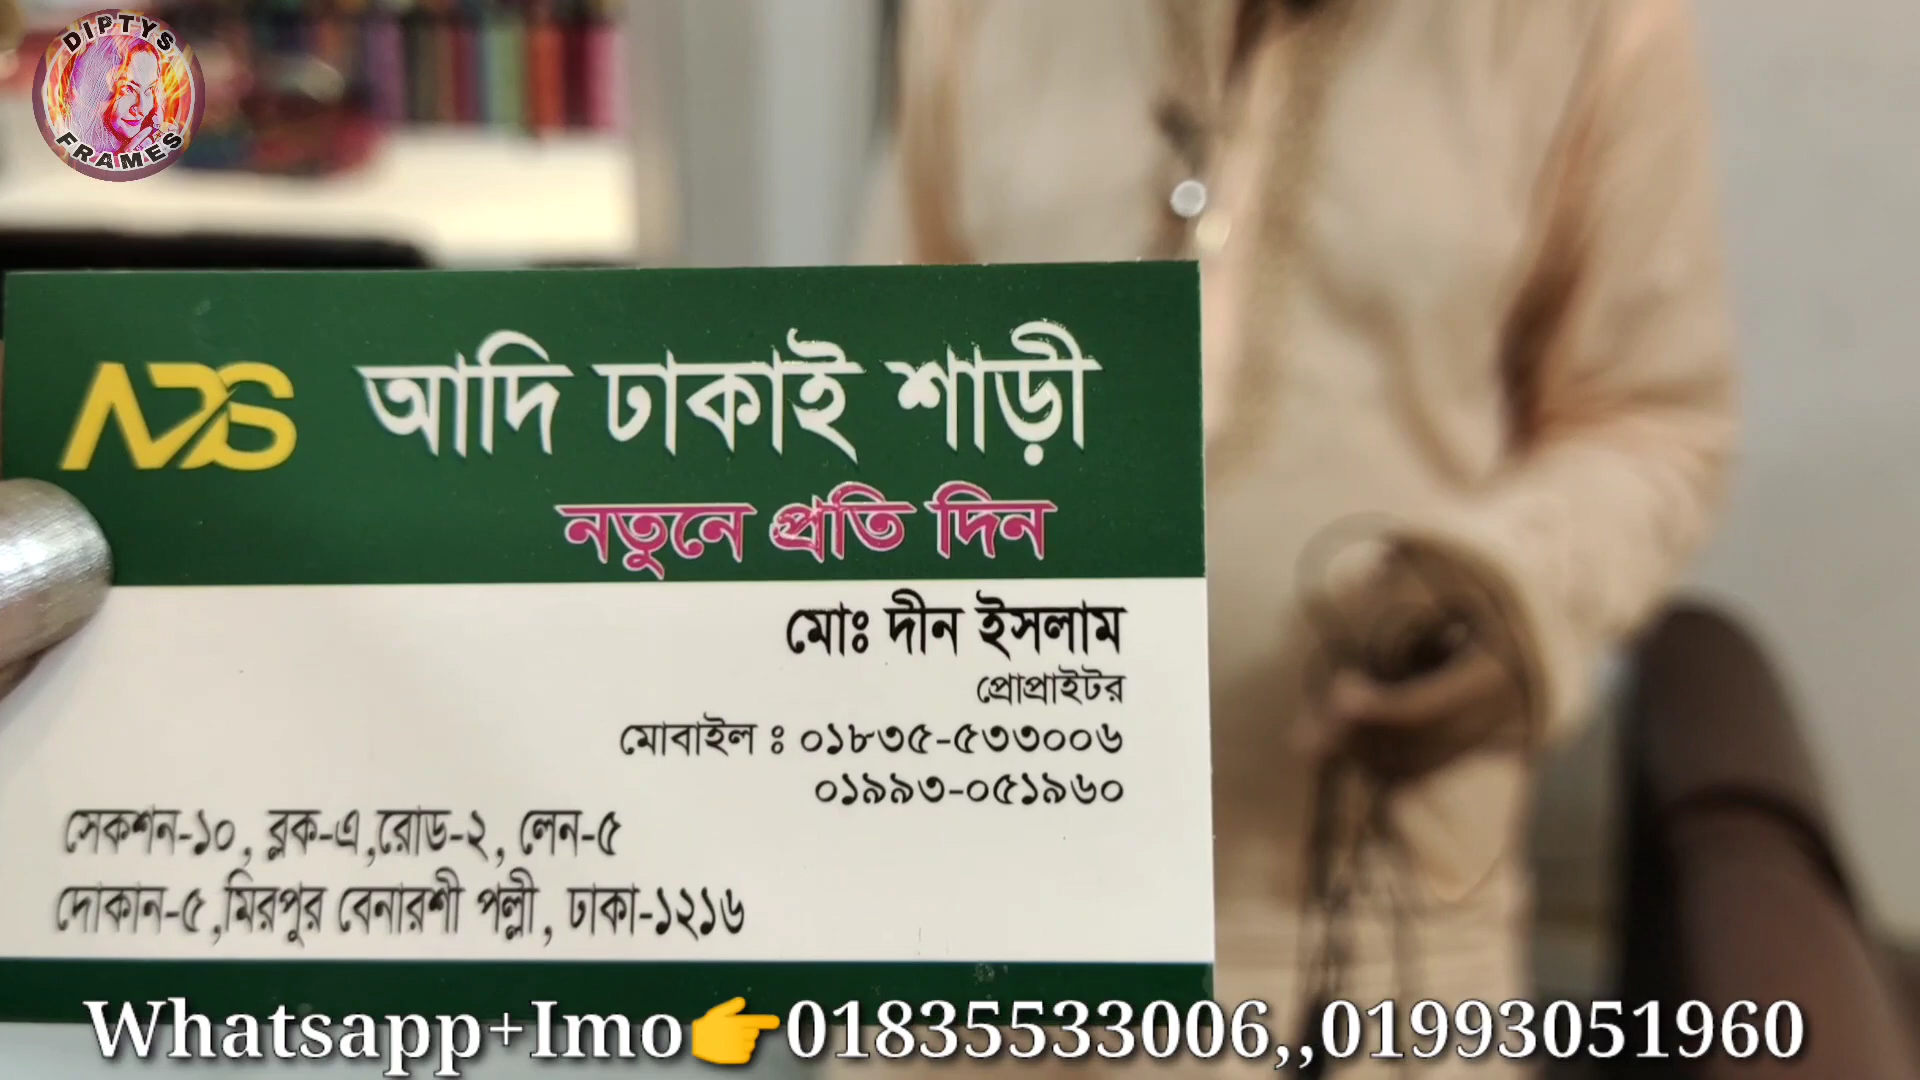 DIPTYS
FRAMES
ADS আদি ঢাকাই শাড়ী
নতুনে প্রতি দিন
মোঃ দীন ইসলাম
প্রোপ্রাইটর
মোবাইল ঃ ০১৮৩৫-৫৩৩০০৬
০১৯৯৩-০৫১৯৬০
সেকশন-১০, ব্লক-এ,রোড-২, লেন-৫
দোকান-৫,মিরপুর বেনারশী পল্লী, ঢাকা-১২১৬
Whatsapp+Imo👉01835533006,,01993051960